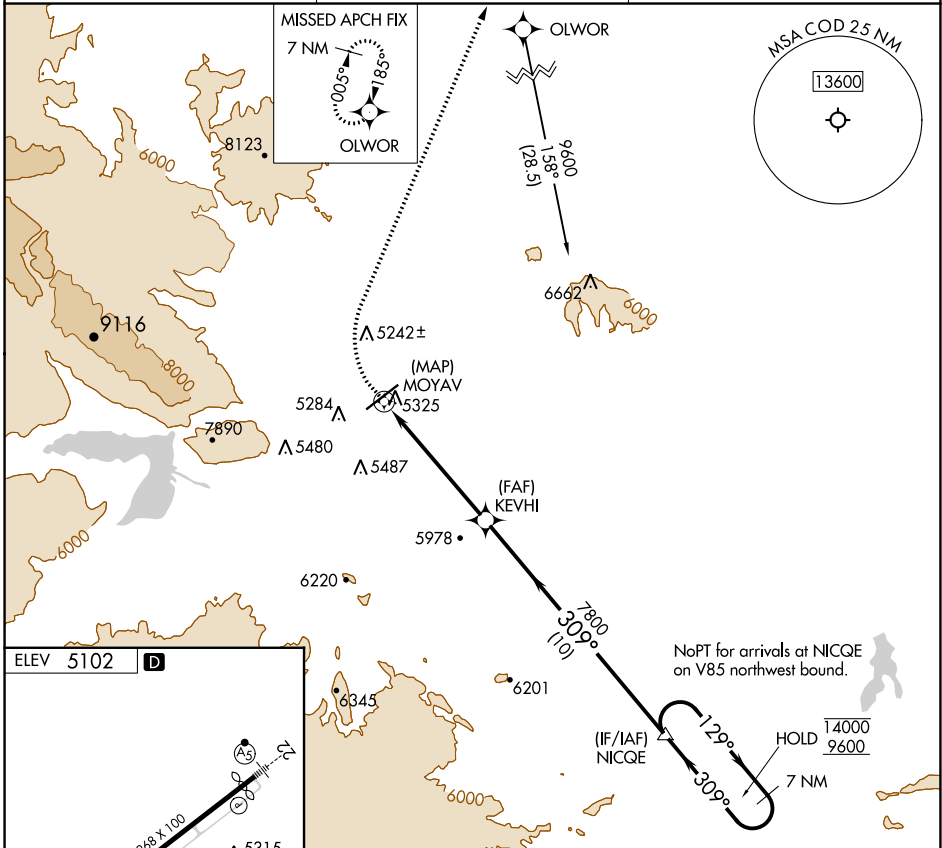 MISSED APCH FIX
7 NM
005°
185°
OLWOR
OLWOR
9600
158°
(28.5)
MSA COD 25 NM
13600
8123
6000
9116
8000
7890
6000
5242±
(MAP)
MOYAV
5325
5284
5480
5487
6662
6000
(FAF)
KEVHI
5978
6220
7800
309°
(10)
NoPT for arrivals at NICQE
on V85 northwest bound.
6201
6345
(IF/IAF)
NICQE
129°
309°
HOLD 14000
9600
7 NM
6000
ELEV 5102 D
A5
22
P
268 X 100
5315